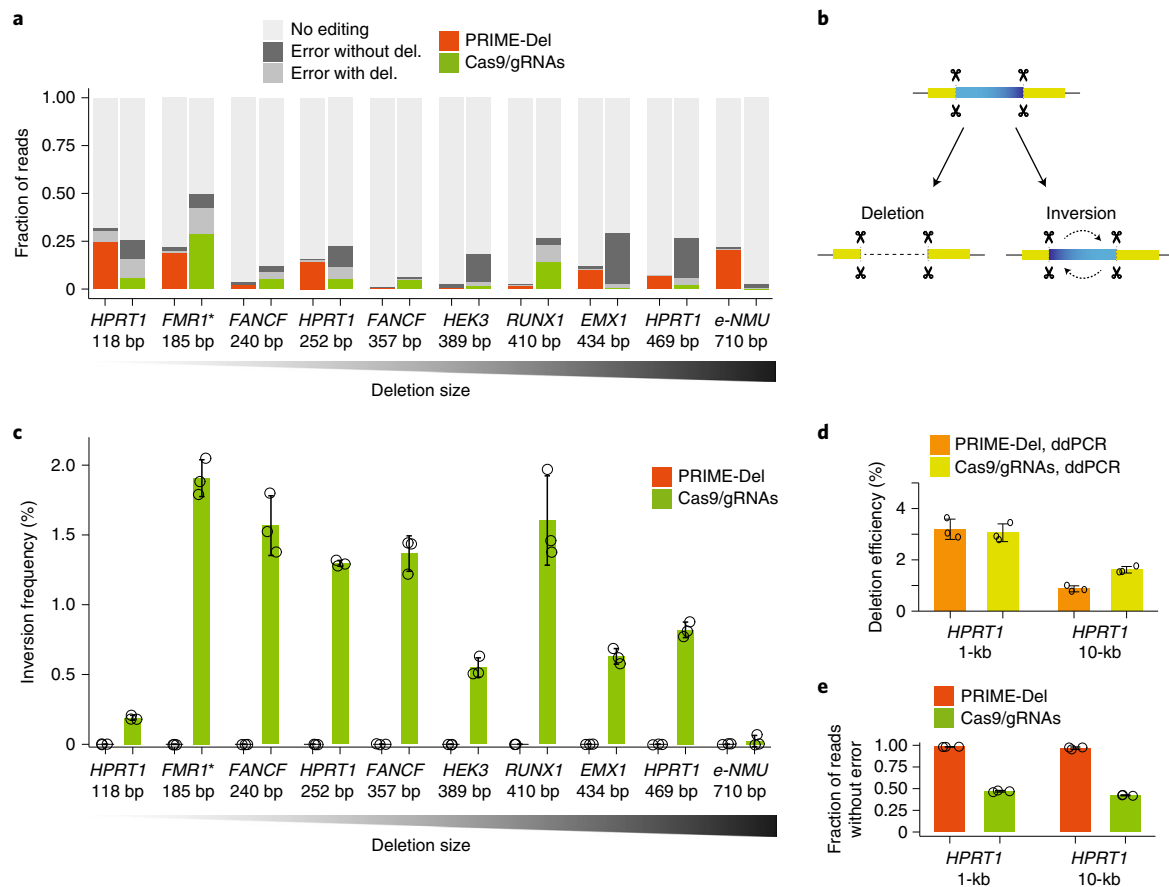 a
No editing
Error without del.
Error with del.
PRIME-Del
Cas9/gRNAs
Fraction of reads
1.00
0.75
0.50
0.25
0
HPRT1 FMR1* FANCF HPRT1 FANCF HEK3 RUNX1 EMX1 HPRT1 e-NMU
118 bp 185 bp 240 bp 252 bp 357 bp 389 bp 410 bp 434 bp 469 bp 710 bp
Deletion size
b
Deletion
Inversion
c
PRIME-Del
Cas9/gRNAs
Inversion frequency (%)
2.0
1.5
1.0
0.5
0
HPRT1 FMR1* FANCF HPRT1 FANCF HEK3 RUNX1 EMX1 HPRT1 e-NMU
118 bp 185 bp 240 bp 252 bp 357 bp 389 bp 410 bp 434 bp 469 bp 710 bp
Deletion size
d
PRIME-Del, ddPCR
Cas9/gRNAs, ddPCR
Deletion efficiency (%)
4
2
0
HPRT1 HPRT1
1-kb 10-kb
e
PRIME-Del
Cas9/gRNAs
Fraction of reads
without error
1.00
0.75
0.50
0.25
0
HPRT1 HPRT1
1-kb 10-kb